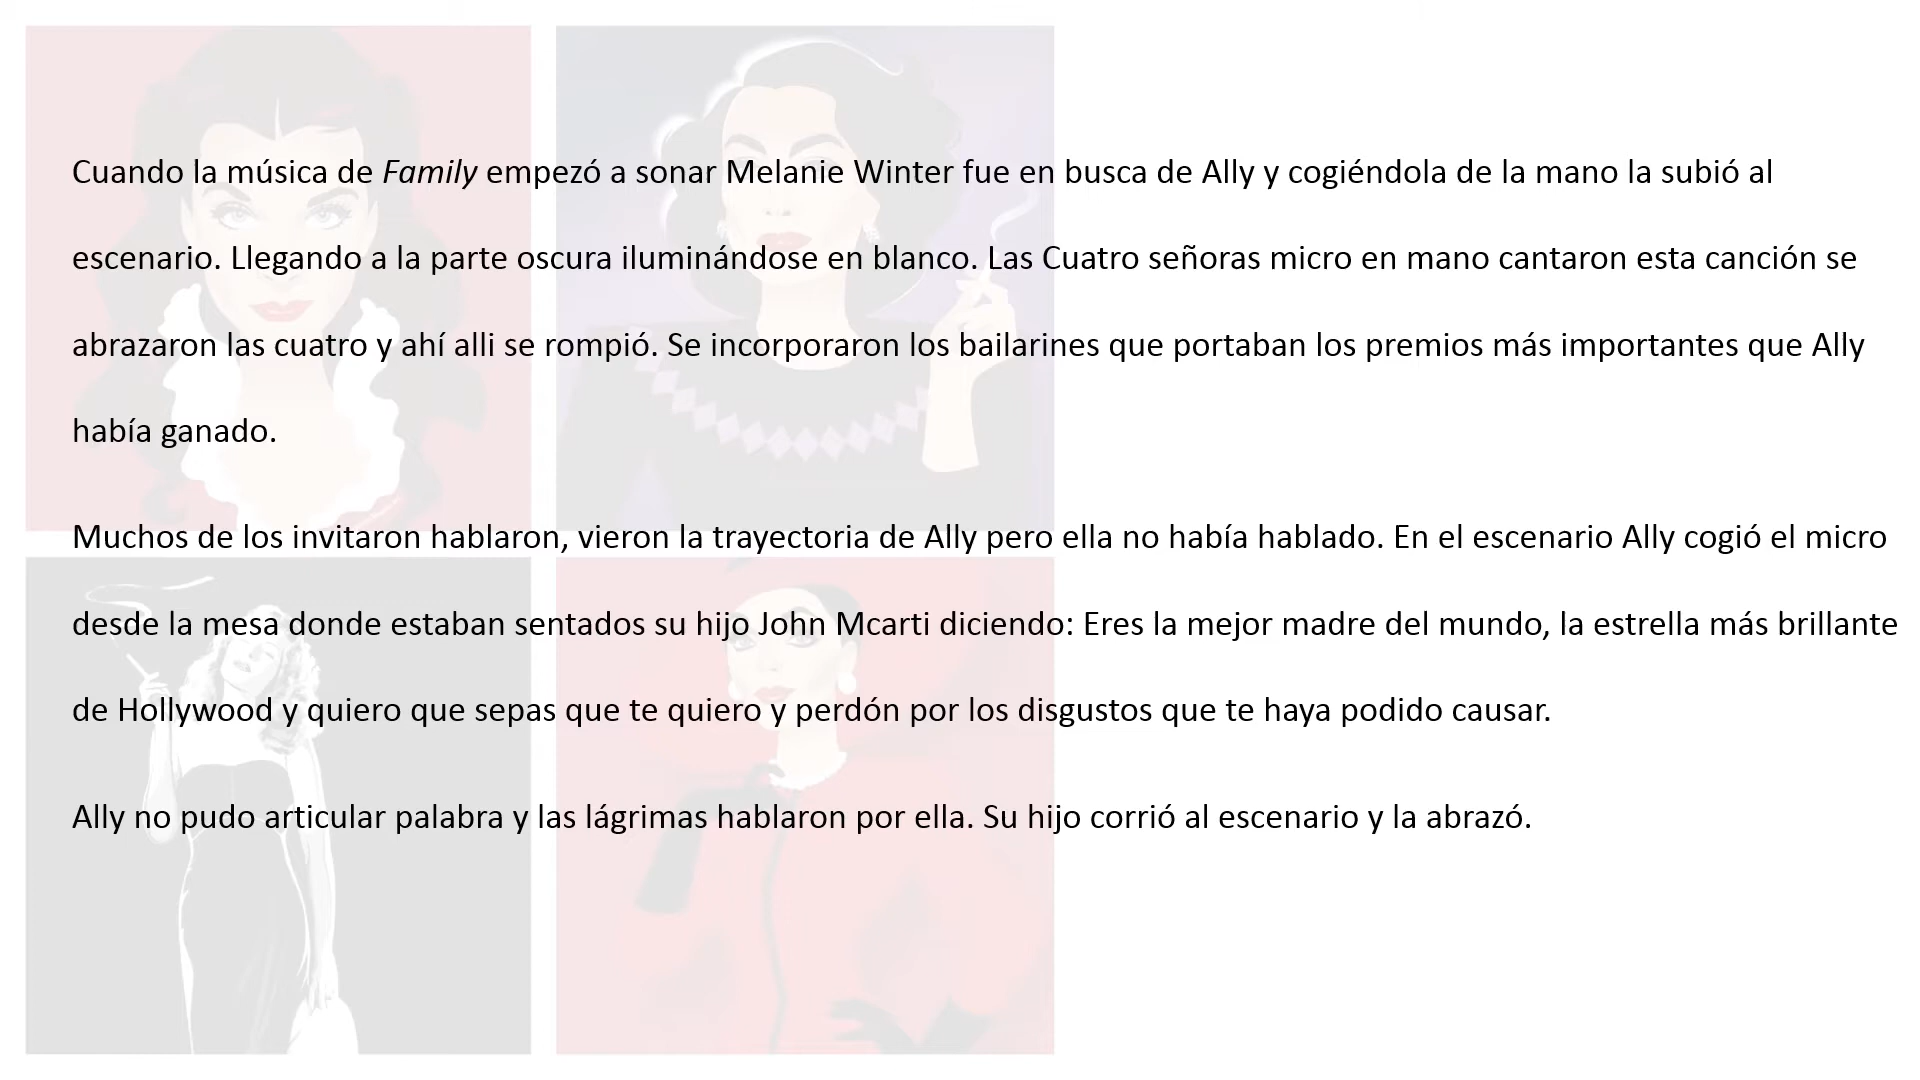 Cuando la música de Family empezó a sonar Melanie Winter fue en busca de Ally y cogiéndola de la mano la subió al
escenario. Llegando a la parte oscura iluminándose en blanco. Las Cuatro señoras micro en mano cantaron esta canción se
abrazaron las cuatro y ahí alli se rompió. Se incorporaron los bailarines que portaban los premios más importantes que Ally
había ganado.
Muchos de los invitaron hablaron, vieron la trayectoria de Ally pero ella no había hablado. En el escenario Ally cogió el micro
desde la mesa donde estaban sentados su hijo John Mcarti diciendo: Eres la mejor madre del mundo, la estrella más brillante
de Hollywood y quiero que sepas que te quiero y perdón por los disgustos que te haya podido causar.
Ally no pudo articular palabra y las lágrimas hablaron por ella. Su hijo corrió al escenario y la abrazó.